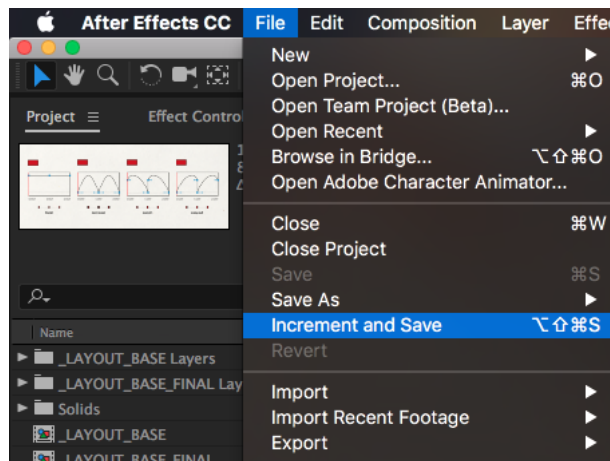 After Effects CC File Edit Composition Layer Effe
New
Open Project... ⌘O
Open Team Project (Beta)...
Open Recent
Browse in Bridge... ⌥⇧⌘O
Open Adobe Character Animator...
Close ⌘W
Close Project
Save ⌘S
Save As
Increment and Save ⌥⇧⌘S
Revert
Import
Import Recent Footage
Export
Project Effect Contro
Name
_LAYOUT_BASE Layers
_LAYOUT_BASE_FINAL Lay
Solids
_LAYOUT_BASE
_LAYOUT_BASE_FINAL